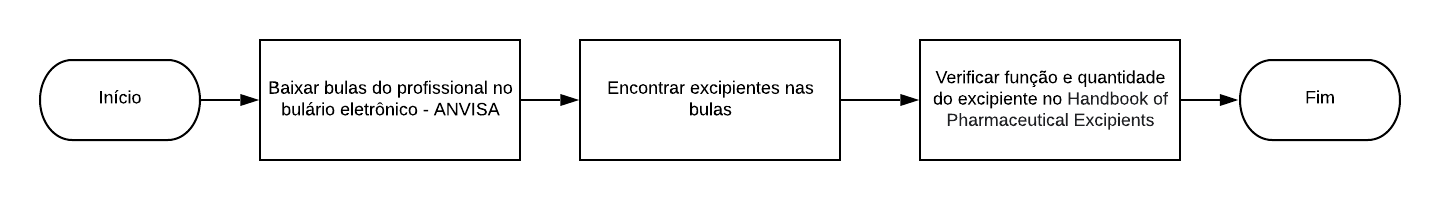 Início
Baixar bulas do profissional no
bulário eletrônico - ANVISA
Encontrar excipientes nas
bulas
Verificar função e quantidade
do excipiente no Handbook of
Pharmaceutical Excipients
Fim